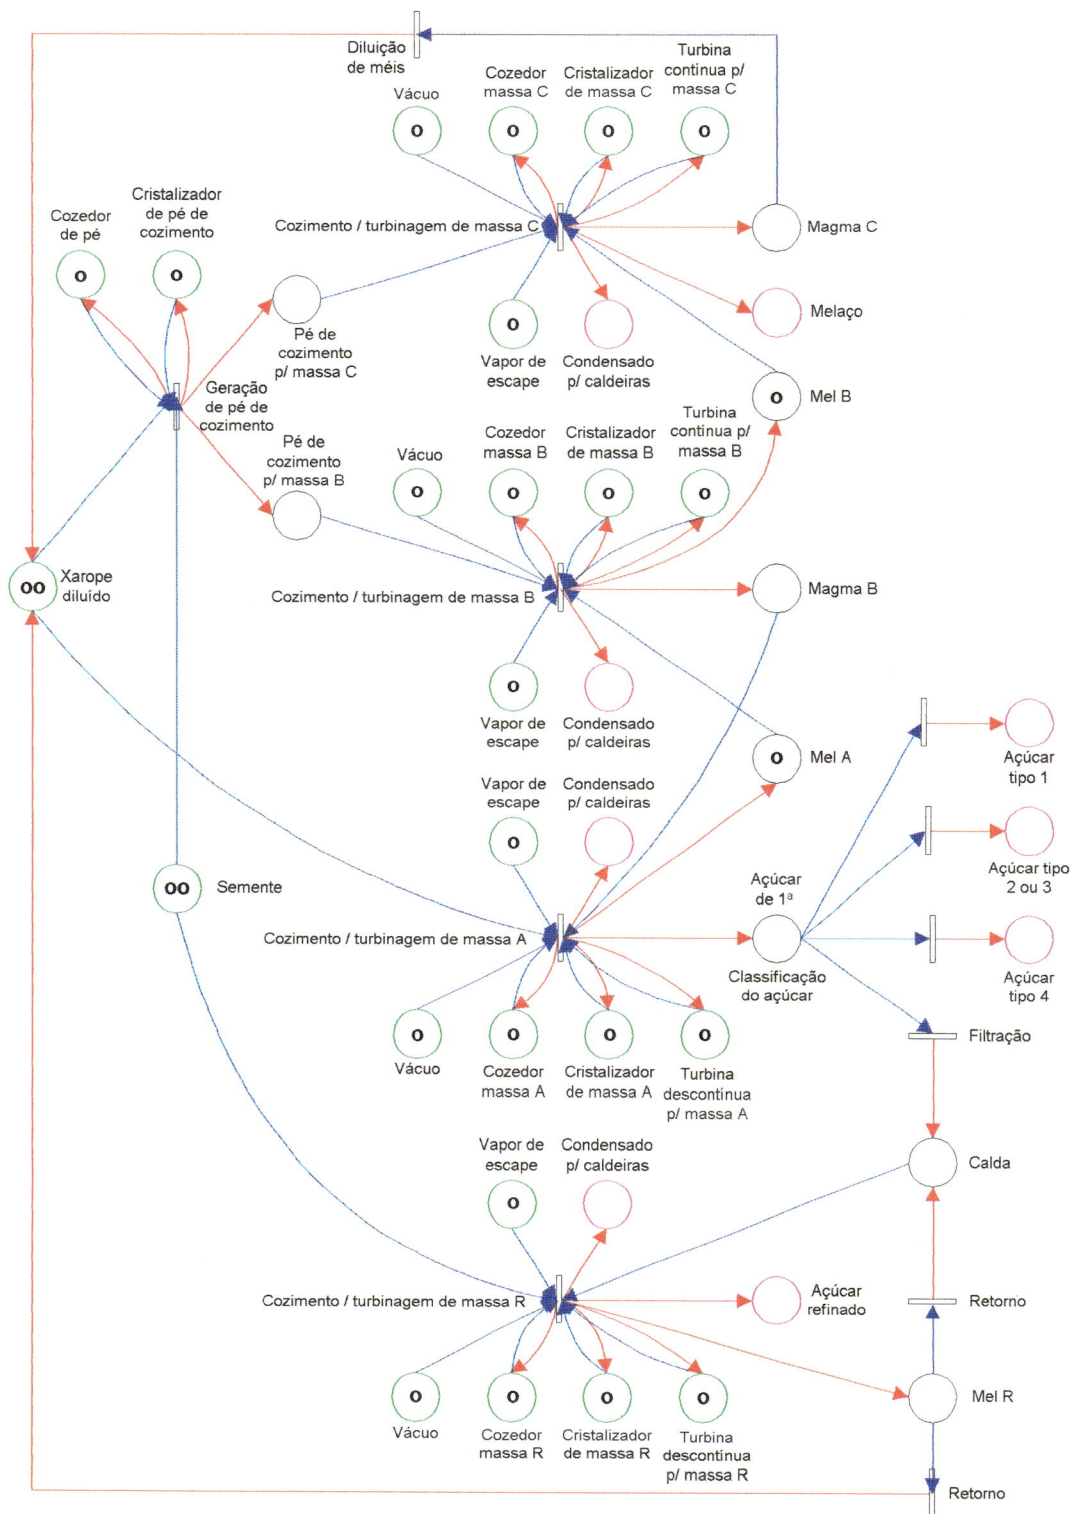 Diluição
de méis
Vácuo
Cozedor
massa C
Cristalizador
de massa C
Turbina
contínua p/
massa C
o
o
o
o
Cozedor
de pé
Cristalizador
de pé de
cozimento
Cozimento / turbinagem de massa C
Magma C
o
o
Pé de
cozimento
p/ massa C
o
Vapor de
escape
Condensado
p/ caldeiras
Melaço
Geração
de pé de
cozimento
o
Mel B
Pé de
cozimento
p/ massa B
Vácuo
Cozedor
massa B
Cristalizador
de massa B
Turbina
contínua p/
massa B
o
o
o
o
oo
Xarope
diluído
Cozimento / turbinagem de massa B
Magma B
o
Vapor de
escape
Condensado
p/ caldeiras
o
Mel A
Açúcar
tipo 1
Vapor de
escape
Condensado
p/ caldeiras
o
Açúcar tipo
2 ou 3
oo
Semente
Açúcar
de 1ª
Cozimento / turbinagem de massa A
Classificação
do açúcar
Açúcar
tipo 4
o
o
o
o
Vácuo
Cozedor
massa A
Cristalizador
de massa A
Turbina
descontínua
p/ massa A
Filtração
Vapor de
escape
Condensado
p/ caldeiras
Calda
o
Cozimento / turbinagem de massa R
Açúcar
refinado
Retorno
o
o
o
o
Mel R
Vácuo
Cozedor
massa R
Cristalizador
de massa R
Turbina
descontínua
p/ massa R
Retorno